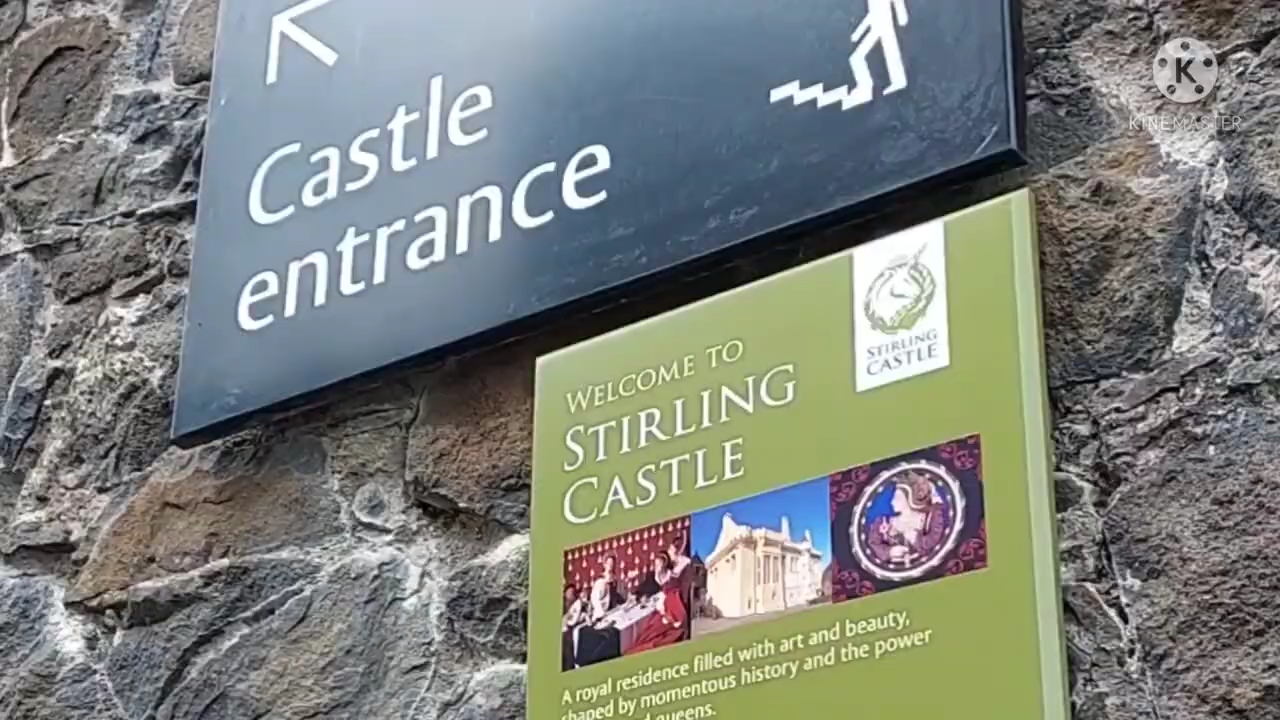 Castle
entrance
K
KINEMASTER
STIRLING
CASTLE
WELCOME TO
STIRLING
CASTLE
A royal residence filled with art and beauty,
shaped by momentous history and the power
queens.